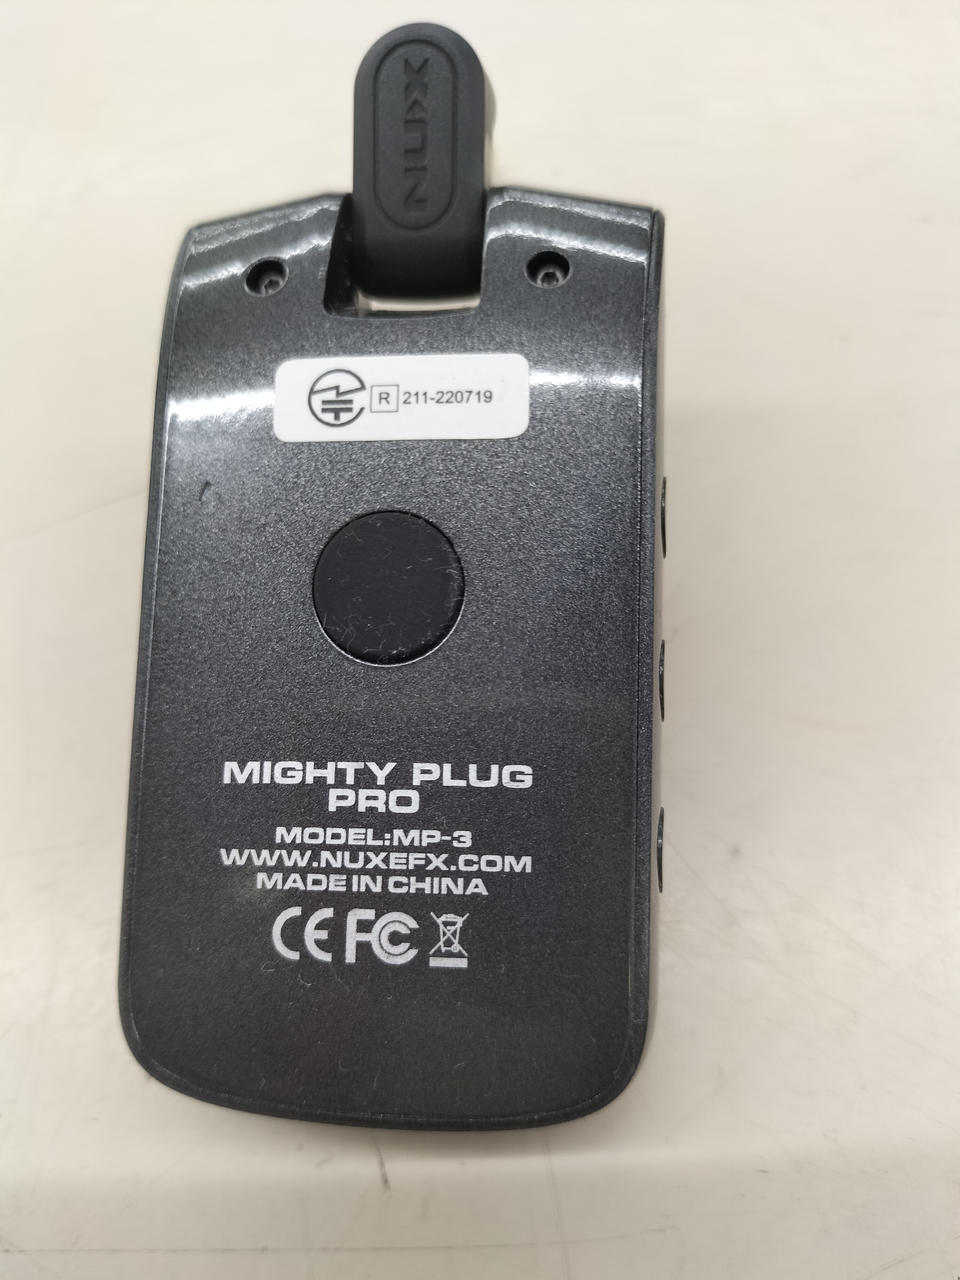 NUX
R 211-220719
MIGHTY PLUG
PRO
MODEL:MP-3
WWW.NUXEFX.COM
MADE IN CHINA
CE FC